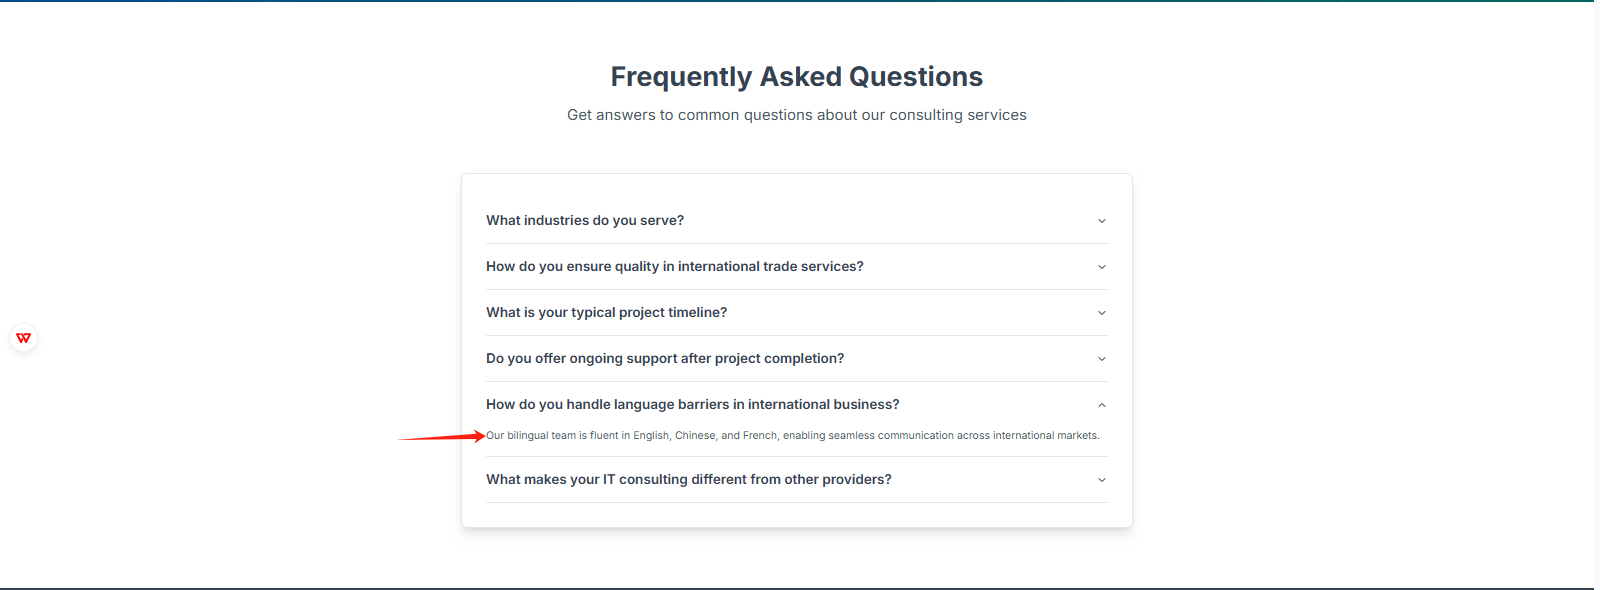 Frequently Asked Questions
Get answers to common questions about our consulting services
What industries do you serve?
How do you ensure quality in international trade services?
What is your typical project timeline?
Do you offer ongoing support after project completion?
How do you handle language barriers in international business?
Our bilingual team is fluent in English, Chinese, and French, enabling seamless communication across international markets.
What makes your IT consulting different from other providers?